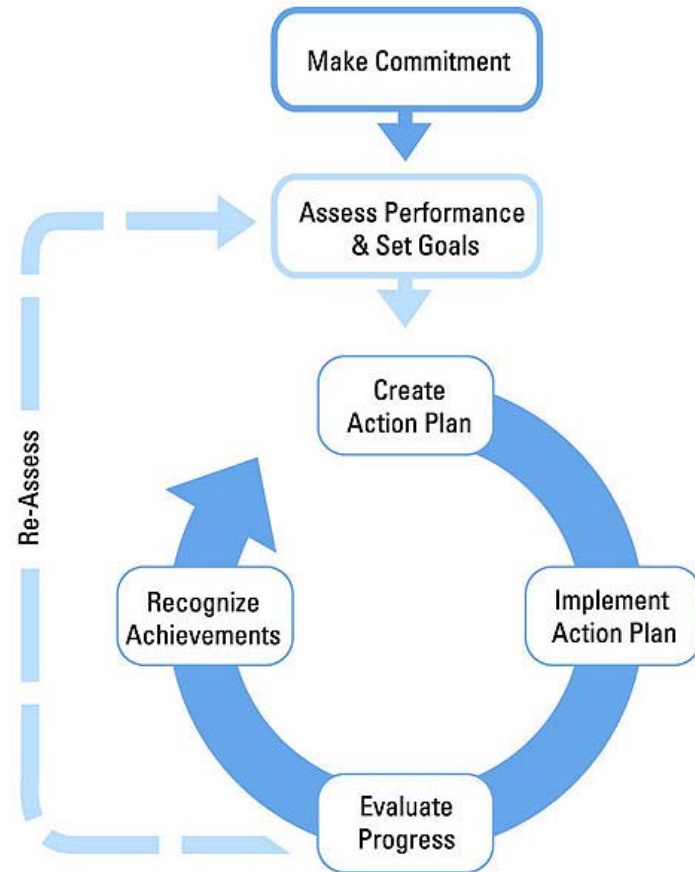 Make Commitment
Assess Performance
& Set Goals
Create
Action Plan
Re-Assess
Recognize
Achievements
Implement
Action Plan
Evaluate
Progress